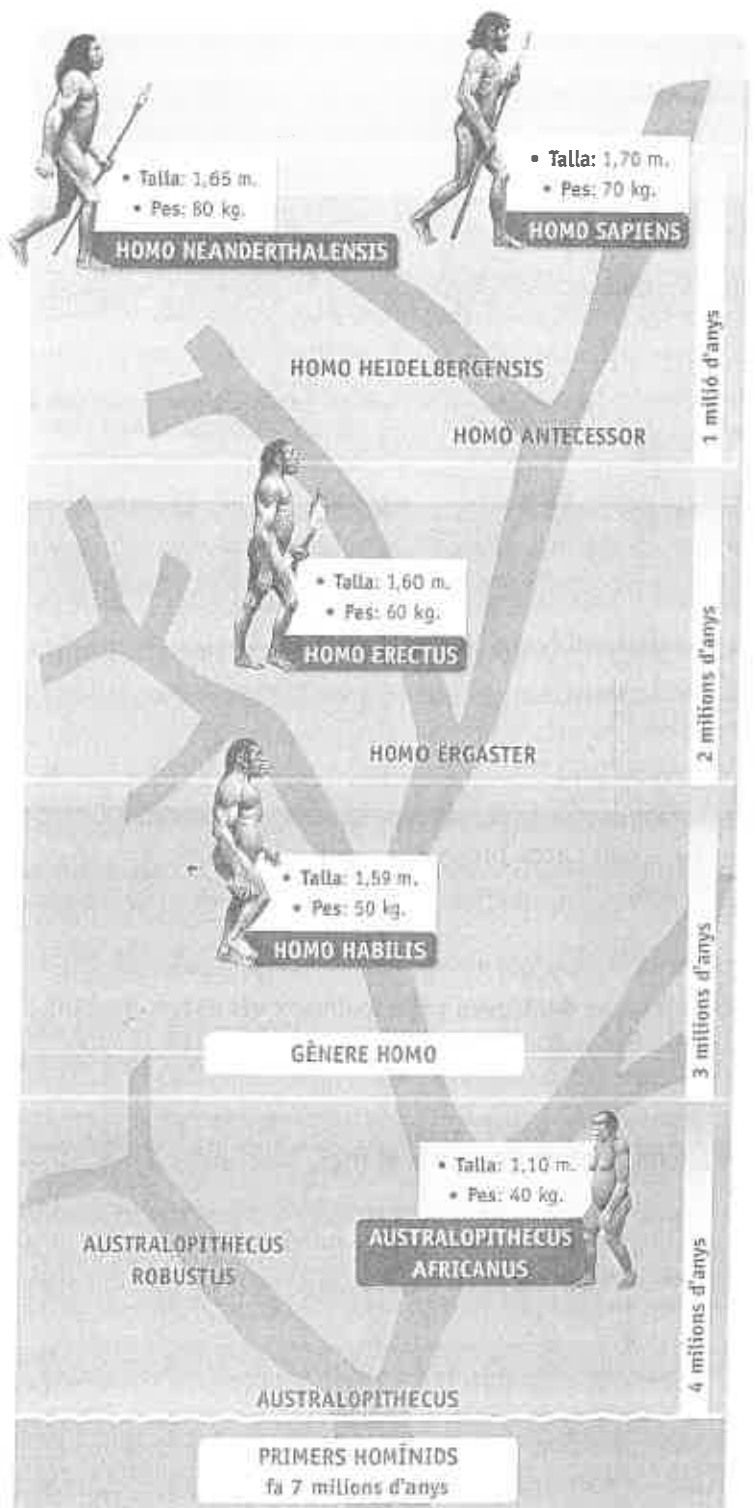 • Talla: 1,65 m.
• Pes: 80 kg.
HOMO NEANDERTHALENSIS
• Talla: 1,70 m.
• Pes: 70 kg.
HOMO SAPIENS
1 milió d'anys
HOMO HEIDELBERGENSIS
HOMO ANTECESSOR
• Talla: 1,60 m.
• Pes: 60 kg.
HOMO ERECTUS
2 milions d'anys
HOMO ERGASTER
• Talla: 1,59 m.
• Pes: 50 kg.
HOMO HABILIS
3 milions d'anys
GÈNERE HOMO
• Talla: 1,10 m.
• Pes: 40 kg.
AUSTRALOPITHECUS
AFRICANUS
AUSTRALOPITHECUS
ROBUSTUS
4 milions d'anys
AUSTRALOPITHECUS
PRIMERS HOMÍNIDS
fa 7 milions d'anys